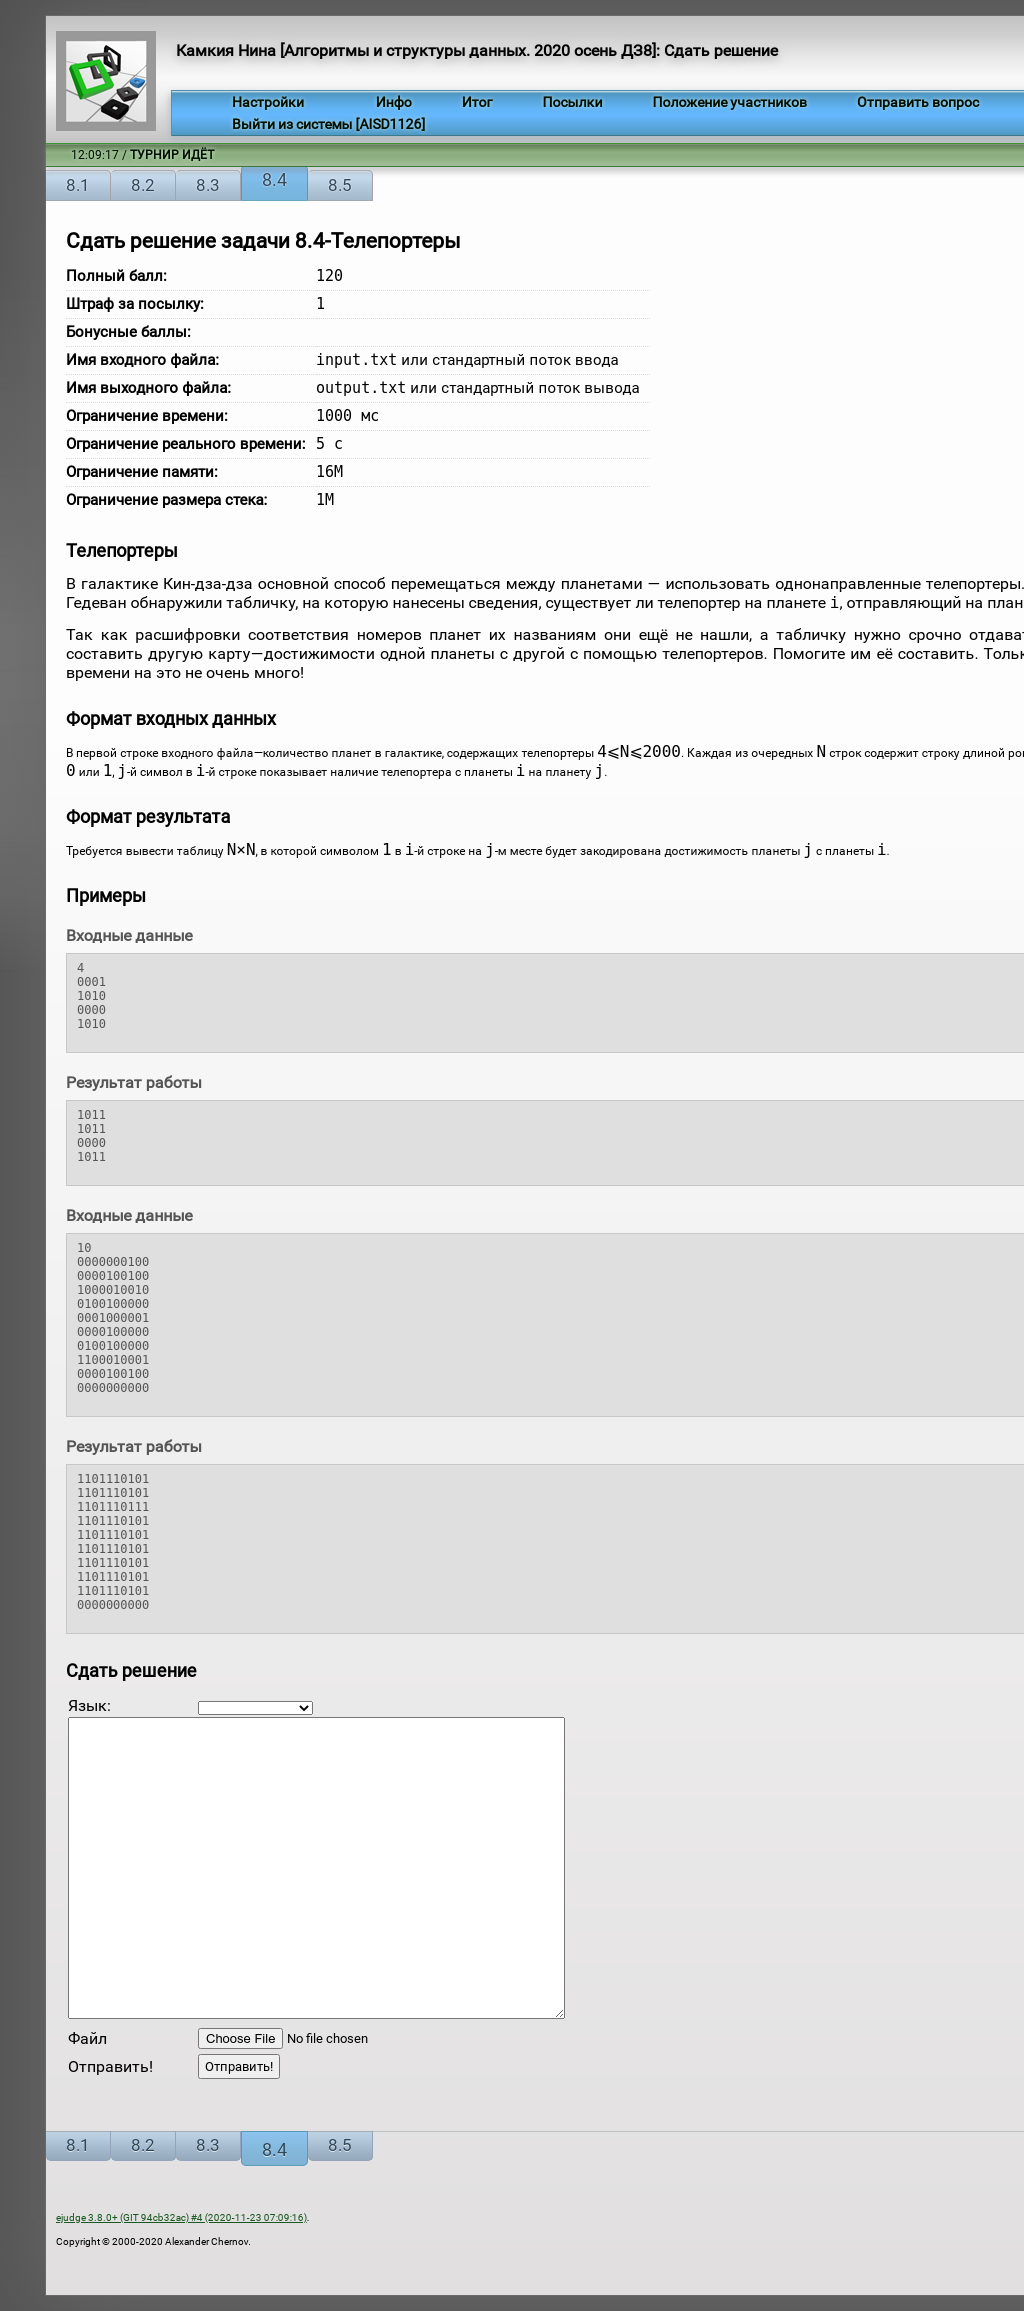 Камкия Нина [Алгоритмы и структуры данных. 2020 осень ДЗ8]: Сдать решение
Настройки Инфо Итог Посылки Положение участников Отправить вопрос
Выйти из системы [AISD1126]
12:09:17 / ТУРНИР ИДЁТ
8.1 8.2 8.3 8.4 8.5
Сдать решение задачи 8.4-Телепортеры
Полный балл: 120
Штраф за посылку: 1
Бонусные баллы:
Имя входного файла: input.txt или стандартный поток ввода
Имя выходного файла: output.txt или стандартный поток вывода
Ограничение времени: 1000 мс
Ограничение реального времени: 5 с
Ограничение памяти: 16M
Ограничение размера стека: 1M
Телепортеры
В галактике Кин-дза-дза основной способ перемещаться между планетами — использовать однонаправленные телепортеры.
Гедеван обнаружили табличку, на которую нанесены сведения, существует ли телепортер на планете i, отправляющий на план
Так как расшифровки соответствия номеров планет их названиям они ещё не нашли, а табличку нужно срочно отдават
составить другую карту—достижимости одной планеты с другой с помощью телепортеров. Помогите им её составить. Тольк
времени на это не очень много!
Формат входных данных
В первой строке входного файла—количество планет в галактике, содержащих телепортеры 4⩽N⩽2000. Каждая из очередных N строк содержит строку длиной ро
0 или 1, j-й символ в i-й строке показывает наличие телепортера с планеты i на планету j.
Формат результата
Требуется вывести таблицу N×N, в которой символом 1 в i-й строке на j-м месте будет закодирована достижимость планеты j с планеты i.
Примеры
Входные данные
4
0001
1010
0000
1010
Результат работы
1011
1011
0000
1011
Входные данные
10
0000000100
0000100100
1000010010
0100100000
0001000001
0000100000
0100100000
1100010001
0000100100
0000000000
Результат работы
1101110101
1101110101
1101110111
1101110101
1101110101
1101110101
1101110101
1101110101
1101110101
0000000000
Сдать решение
Язык:
Файл Choose File No file chosen
Отправить! Отправить!
8.1 8.2 8.3 8.4 8.5
ejudge 3.8.0+ (GIT 94cb32ac) #4 (2020-11-23 07:09:16).
Copyright © 2000-2020 Alexander Chernov.